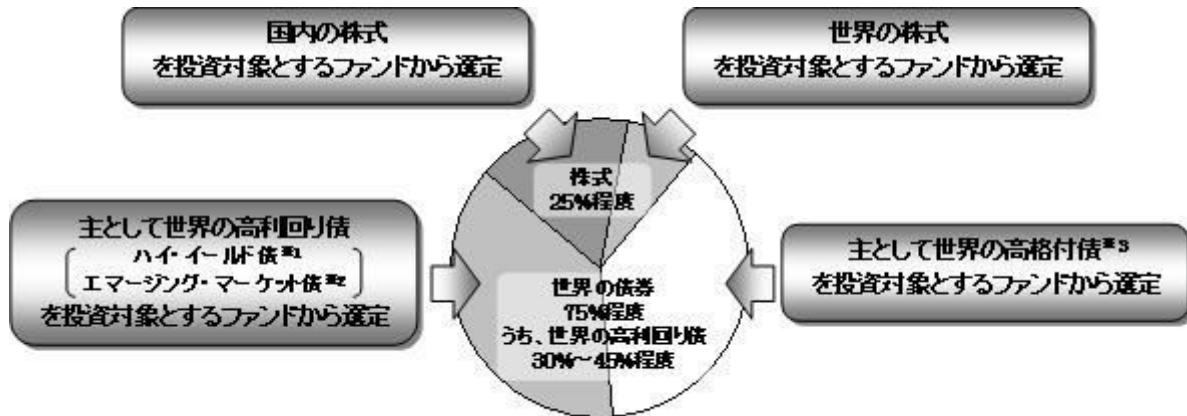 国内の株式
を投資対象とするファンドから選定
世界の株式
を投資対象とするファンドから選定
株式
25%程度
主として世界の高利回り債
ハイ・イールド債※1
エマージング・マーケット債※2
を投資対象とするファンドから選定
主として世界の高格付債※3
を投資対象とするファンドから選定
世界の債券
75%程度
うち、世界の高利回り債
30%～45%程度